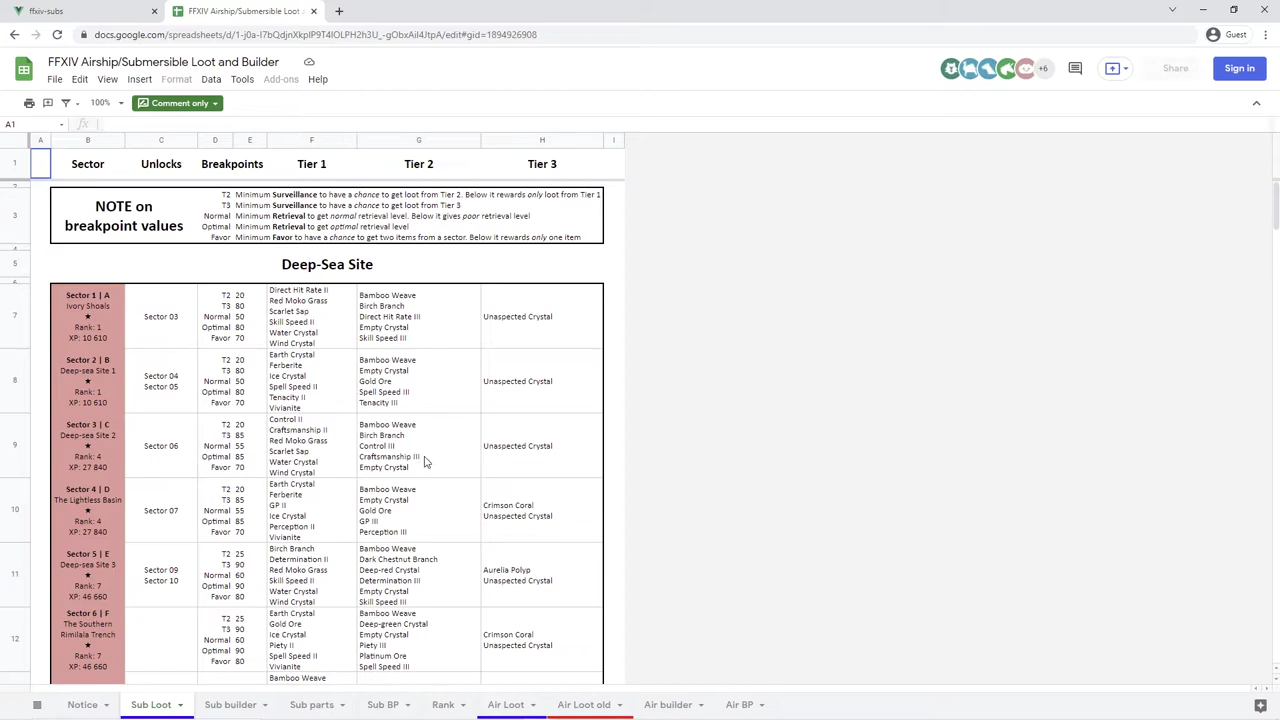 ffxiv-subs
FFXIV Airship/Submersible Loot an
docs.google.com/spreadsheets/d/1-j0a-I7bQdjnXkpIP9T4IOLPH2h3U_-gObxAiI4JtpA/edit#gid=1894926908
Guest
FFXIV Airship/Submersible Loot and Builder
File Edit View Insert Format Data Tools Add-ons Help
+6
Share
Sign in
100%
Comment only
A1
fx
A B C D E F G H I
1 Sector Unlocks Breakpoints Tier 1 Tier 2 Tier 3
2
3
NOTE on
breakpoint values
T2 Minimum Surveillance to have a chance to get loot from Tier 2. Below it rewards only loot from Tier 1
T3 Minimum Surveillance to have a chance to get loot from Tier 3
Normal Minimum Retrieval to get normal retrieval level. Below it gives poor retrieval level
Optimal Minimum Retrieval to get optimal retrieval level
Favor Minimum Favor to have a chance to get two items from a sector. Below it rewards only one item
4
5 Deep-Sea Site
6
7
Sector 1 | A
Ivory Shoals
★
Rank: 1
XP: 10 610
Sector 03
T2 20
T3 80
Normal 50
Optimal 80
Favor 70
Direct Hit Rate II
Red Moko Grass
Scarlet Sap
Skill Speed II
Water Crystal
Wind Crystal
Bamboo Weave
Birch Branch
Direct Hit Rate III
Empty Crystal
Skill Speed III
Unaspected Crystal
8
Sector 2 | B
Deep-sea Site 1
★
Rank: 1
XP: 10 610
Sector 04
Sector 05
T2 20
T3 80
Normal 50
Optimal 80
Favor 70
Earth Crystal
Ferberite
Ice Crystal
Spell Speed II
Tenacity II
Vivianite
Bamboo Weave
Empty Crystal
Gold Ore
Spell Speed III
Tenacity III
Unaspected Crystal
9
Sector 3 | C
Deep-sea Site 2
★
Rank: 4
XP: 27 840
Sector 06
T2 20
T3 85
Normal 55
Optimal 85
Favor 70
Control II
Craftsmanship II
Red Moko Grass
Scarlet Sap
Water Crystal
Wind Crystal
Bamboo Weave
Birch Branch
Control III
Craftsmanship III
Empty Crystal
Unaspected Crystal
10
Sector 4 | D
The Lightless Basin
★
Rank: 4
XP: 27 840
Sector 07
T2 20
T3 85
Normal 55
Optimal 85
Favor 70
Earth Crystal
Ferberite
GP II
Ice Crystal
Perception II
Vivianite
Bamboo Weave
Empty Crystal
Gold Ore
GP III
Perception III
Crimson Coral
Unaspected Crystal
11
Sector 5 | E
Deep-sea Site 3
★
Rank: 7
XP: 46 660
Sector 09
Sector 10
T2 25
T3 90
Normal 60
Optimal 90
Favor 80
Birch Branch
Determination II
Red Moko Grass
Skill Speed II
Water Crystal
Wind Crystal
Bamboo Weave
Dark Chestnut Branch
Deep-red Crystal
Determination III
Empty Crystal
Skill Speed III
Aurelia Polyp
Unaspected Crystal
12
Sector 6 | F
The Southern
Rimilala Trench
★
Rank: 7
XP: 46 660
T2 25
T3 90
Normal 60
Optimal 90
Favor 80
Earth Crystal
Gold Ore
Ice Crystal
Piety II
Spell Speed II
Vivianite
Bamboo Weave
Deep-green Crystal
Empty Crystal
Piety III
Platinum Ore
Spell Speed III
Crimson Coral
Unaspected Crystal
Bamboo Weave
Notice Sub Loot Sub builder Sub parts Sub BP Rank Air Loot Air Loot old Air builder Air BP